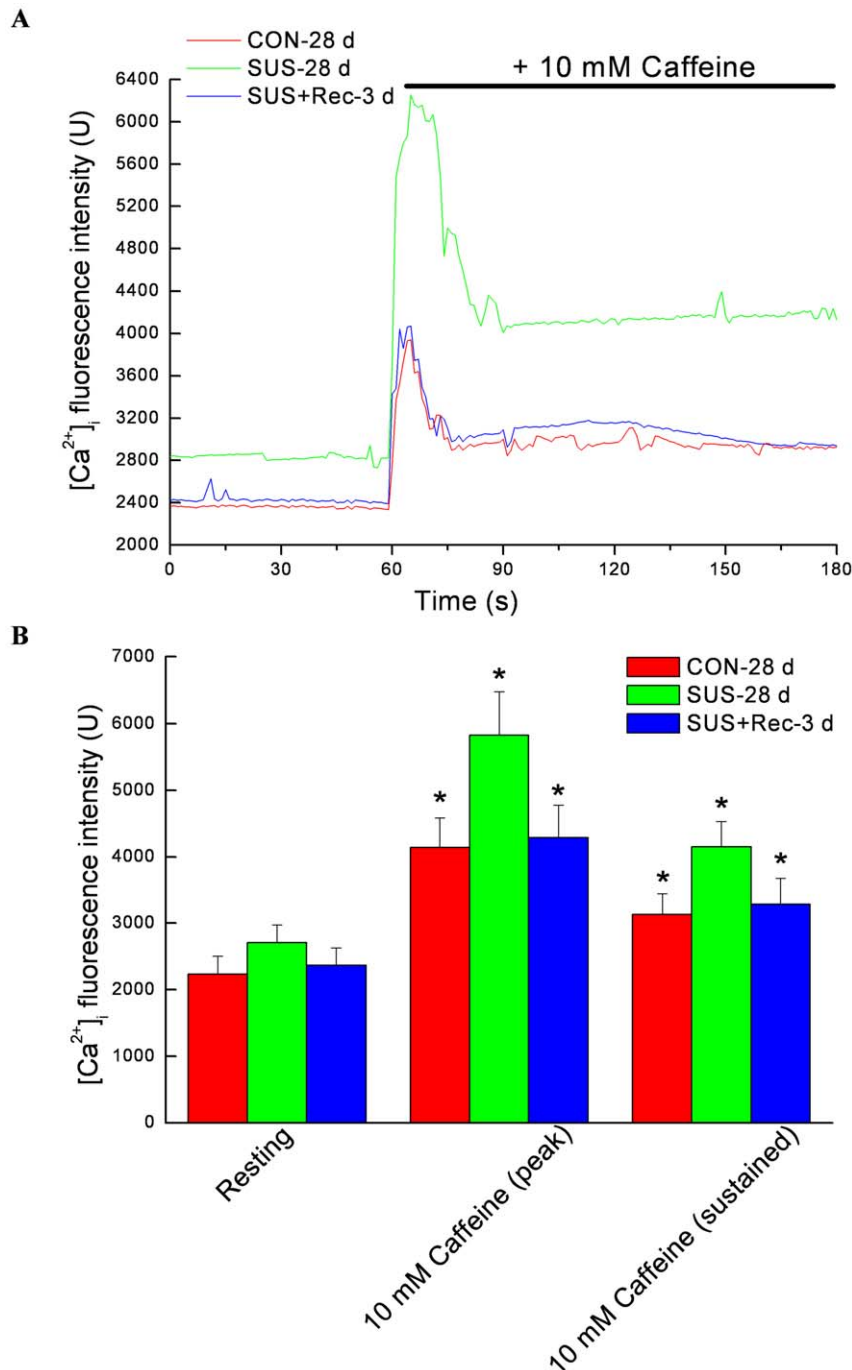 A
CON-28 d
SUS-28 d
SUS+Rec-3 d
+ 10 mM Caffeine
[Ca²⁺]ᵢ fluorescence intensity (U)
6400
6000
5600
5200
4800
4400
4000
3600
3200
2800
2400
2000
0 30 60 90 120 150 180
Time (s)
B
CON-28 d
SUS-28 d
SUS+Rec-3 d
[Ca²⁺]ᵢ fluorescence intensity (U)
7000
6000
5000
4000
3000
2000
1000
0
*
*
*
*
*
*
Resting
10 mM Caffeine (peak)
10 mM Caffeine (sustained)